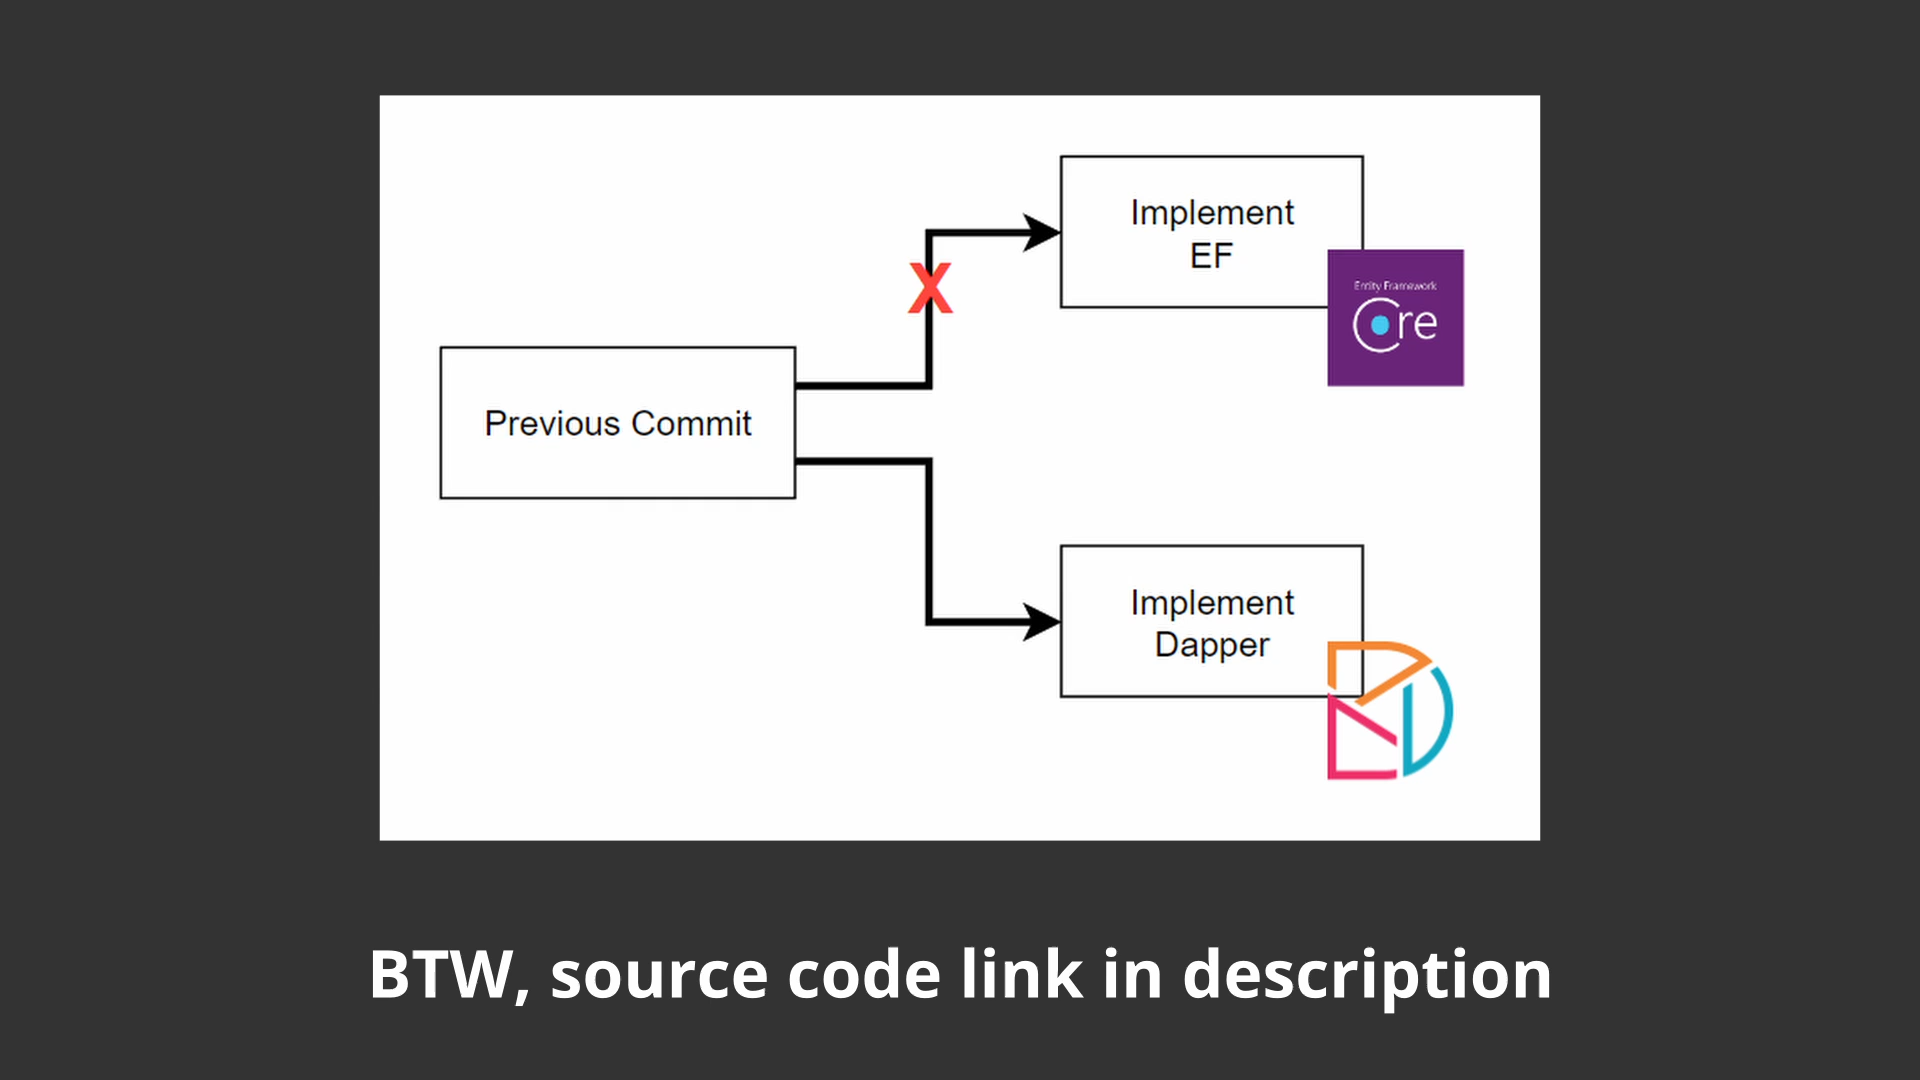 Implement
EF
Entity Framework
Core
X
Previous Commit
Implement
Dapper
BTW, source code link in description